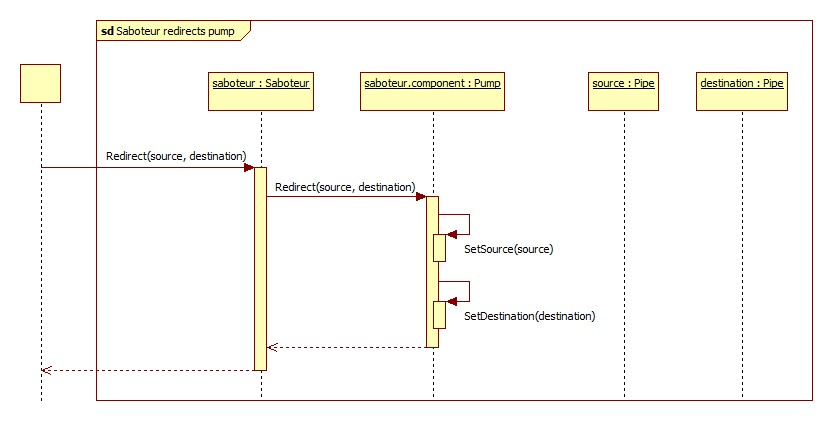 sd Saboteur redirects pump
saboteur : Saboteur
saboteur.component : Pump
source : Pipe
destination : Pipe
Redirect(source, destination)
Redirect(source, destination)
SetSource(source)
SetDestination(destination)